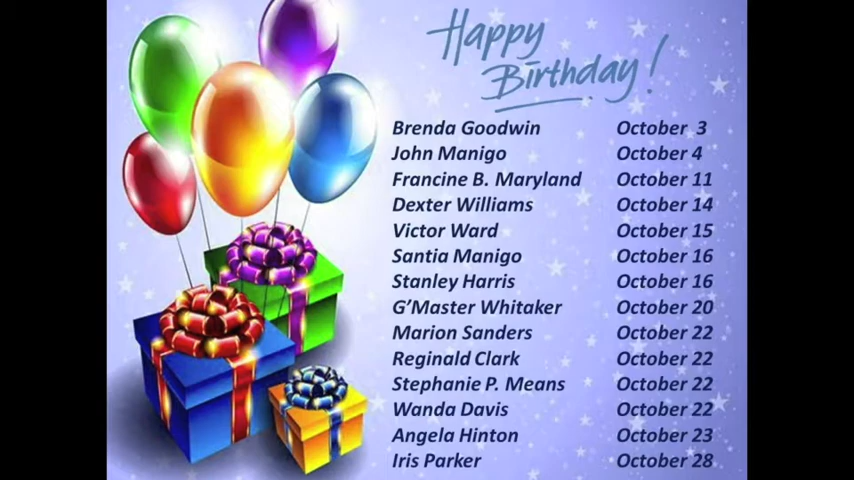 Happy
Birthday!
Brenda Goodwin October 3
John Manigo October 4
Francine B. Maryland October 11
Dexter Williams October 14
Victor Ward October 15
Santia Manigo October 16
Stanley Harris October 16
G'Master Whitaker October 20
Marion Sanders October 22
Reginald Clark October 22
Stephanie P. Means October 22
Wanda Davis October 22
Angela Hinton October 23
Iris Parker October 28